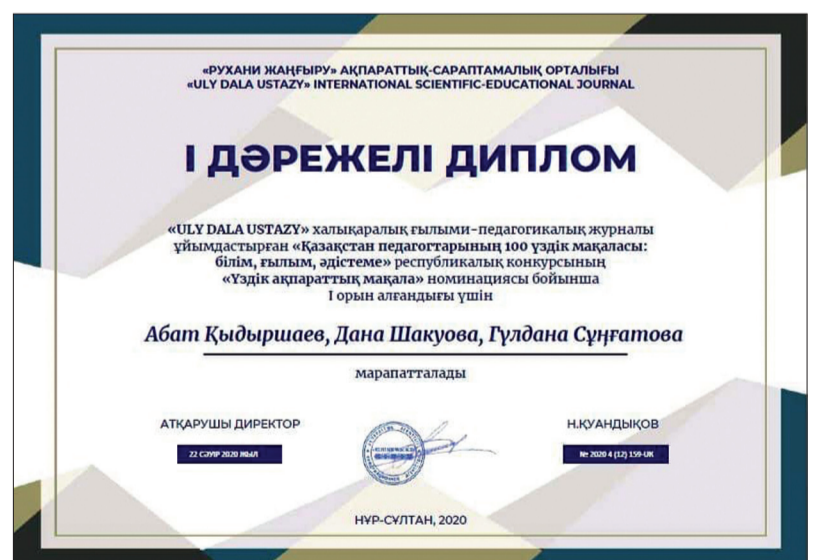 «РУХАНИ ЖАҢҒЫРУ» АҚПАРАТТЫҚ-САРАПТАМАЛЫҚ ОРТАЛЫҒЫ
«ULY DALA USTAZY» INTERNATIONAL SCIENTIFIC-EDUCATIONAL JOURNAL
І ДӘРЕЖЕЛІ ДИПЛОМ
«ULY DALA USTAZY» халықаралық ғылыми-педагогикалық журналы
ұйымдастырған «Қазақстан педагогтарының 100 үздік мақаласы:
білім, ғылым, әдістеме» республикалық конкурсының
«Үздік ақпараттық мақала» номинациясы бойынша
І орын алғандығы үшін
Абат Қыдыршаев, Дана Шакуова, Гүлдана Сұңғатова
марапатталады
АТҚАРУШЫ ДИРЕКТОР
Н.ҚУАНДЫҚОВ
22 СӘУІР 2020 ЖЫЛ
№ 2020 4 (12) 159-UK
НҰР-СҰЛТАН, 2020